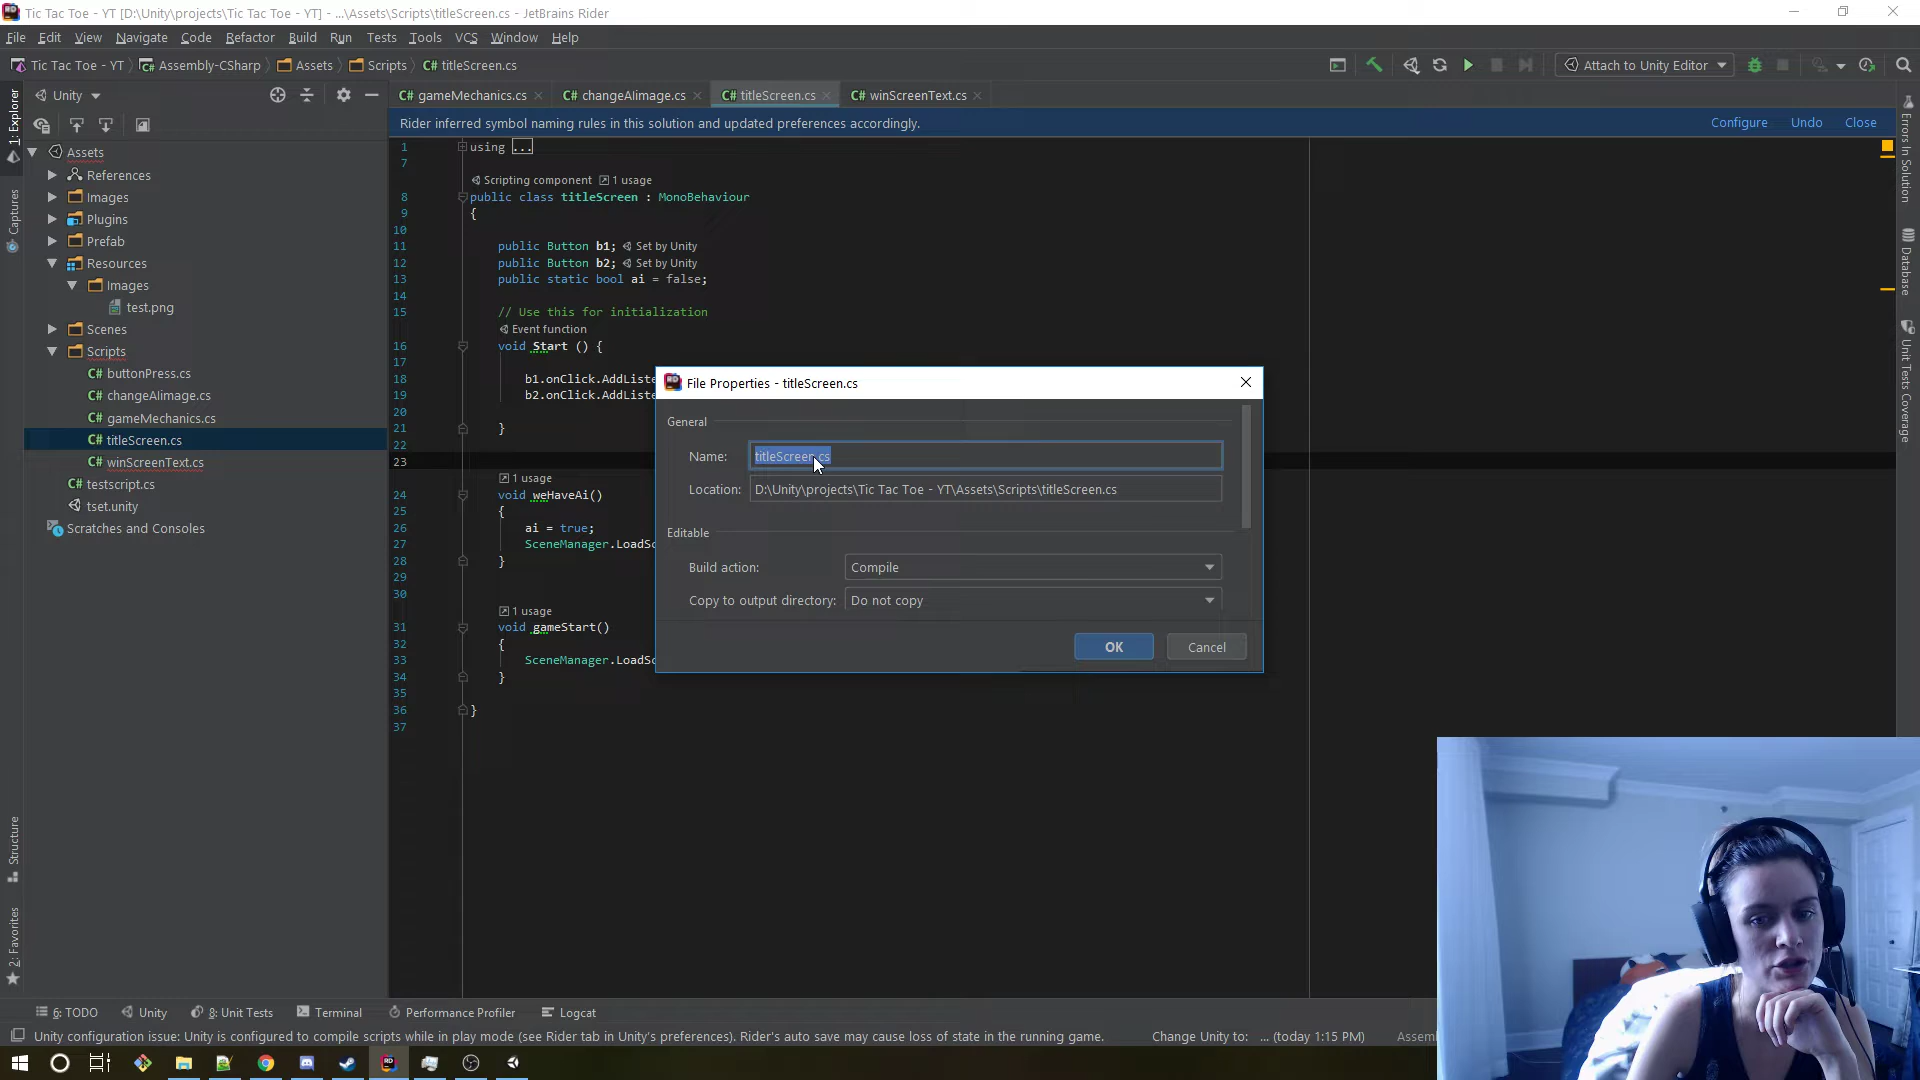 Tic Tac Toe - YT [D:\Unity\projects\Tic Tac Toe - YT] - ...\Assets\Scripts\titleScreen.cs - JetBrains Rider
File Edit View Navigate Code Refactor Build Run Tests Tools VCS Window Help
Tic Tac Toe - YT Assembly-CSharp Assets Scripts C# titleScreen.cs Attach to Unity Editor
Unity
C# gameMechanics.cs C# changeAIimage.cs C# titleScreen.cs C# winScreenText.cs
Rider inferred symbol naming rules in this solution and updated preferences accordingly. Configure Undo Close
1: Explorer
Captures
Structure
2: Favorites
Assets
References
Images
Plugins
Prefab
Resources
Images
test.png
Scenes
Scripts
C# buttonPress.cs
C# changeAIimage.cs
C# gameMechanics.cs
C# titleScreen.cs
C# winScreenText.cs
C# testscript.cs
tset.unity
Scratches and Consoles
1 using ...
7
Scripting component 1 usage
8 public class titleScreen : MonoBehaviour
9 {
10
11 public Button b1; Set by Unity
12 public Button b2; Set by Unity
13 public static bool ai = false;
14
15 // Use this for initialization
Event function
16 void Start () {
17
18 b1.onClick.AddListe
19 b2.onClick.AddListe
20
21 }
22
23
1 usage
24 void weHaveAi()
25 {
26 ai = true;
27 SceneManager.LoadSc
28 }
29
30
1 usage
31 void gameStart()
32 {
33 SceneManager.LoadSc
34 }
35
36 }
37
File Properties - titleScreen.cs
General
Name: titleScreen.cs
Location: D:\Unity\projects\Tic Tac Toe - YT\Assets\Scripts\titleScreen.cs
Editable
Build action: Compile
Copy to output directory: Do not copy
OK Cancel
Errors In Solution
Database
Unit Tests Coverage
6: TODO Unity 8: Unit Tests Terminal Performance Profiler Logcat
Unity configuration issue: Unity is configured to compile scripts while in play mode (see Rider tab in Unity's preferences). Rider's auto save may cause loss of state in the running game. Change Unity to: ... (today 1:15 PM) Assem